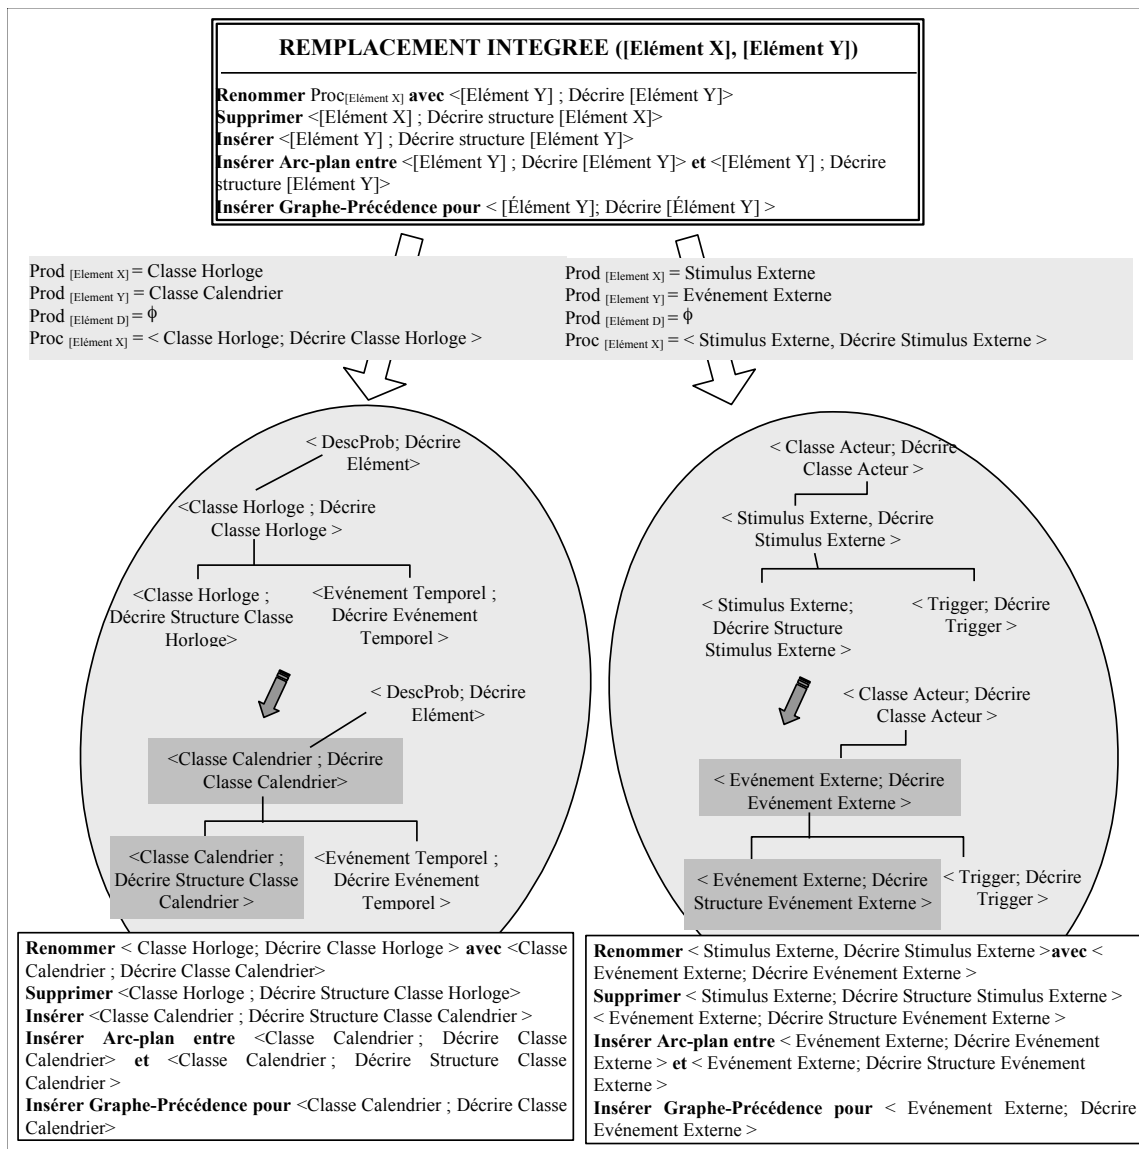 REMPLACEMENT INTEGREE ([Elément X], [Elément Y])
Renommer Proc[Elément X] avec <[Elément Y] ; Décrire [Elément Y]>
Supprimer <[Elément X] ; Décrire structure [Elément X]>
Insérer <[Elément Y] ; Décrire structure [Elément Y]>
Insérer Arc-plan entre <[Elément Y] ; Décrire [Elément Y]> et <[Elément Y] ; Décrire
structure [Elément Y]>
Insérer Graphe-Précédence pour < [Élément Y]; Décrire [Élément Y] >
Prod [Element X] = Classe Horloge
Prod [Element Y] = Classe Calendrier
Prod [Elément D] = ϕ
Proc [Elément X] = < Classe Horloge; Décrire Classe Horloge >
Prod [Element X] = Stimulus Externe
Prod [Element Y] = Evénement Externe
Prod [Elément D] = ϕ
Proc [Elément X] = < Stimulus Externe, Décrire Stimulus Externe >
< DescProb; Décrire
Elément>
<Classe Horloge ; Décrire
Classe Horloge >
<Classe Horloge ;
Décrire Structure Classe
Horloge>
<Evénement Temporel ;
Décrire Evénement
Temporel >
< DescProb; Décrire
Elément>
<Classe Calendrier ; Décrire
Classe Calendrier>
<Classe Calendrier ;
Décrire Structure Classe
Calendrier >
<Evénement Temporel ;
Décrire Evénement
Temporel >
< Classe Acteur; Décrire
Classe Acteur >
< Stimulus Externe, Décrire
Stimulus Externe >
< Stimulus Externe;
Décrire Structure
Stimulus Externe >
< Trigger; Décrire
Trigger >
< Classe Acteur; Décrire
Classe Acteur >
< Evénement Externe; Décrire
Evénement Externe >
< Evénement Externe; Décrire
Structure Evénement Externe >
< Trigger; Décrire
Trigger >
Renommer < Classe Horloge; Décrire Classe Horloge > avec <Classe
Calendrier ; Décrire Classe Calendrier>
Supprimer <Classe Horloge ; Décrire Structure Classe Horloge>
Insérer <Classe Calendrier ; Décrire Structure Classe Calendrier >
Insérer Arc-plan entre <Classe Calendrier ; Décrire Classe
Calendrier> et <Classe Calendrier ; Décrire Structure Classe
Calendrier >
Insérer Graphe-Précédence pour <Classe Calendrier ; Décrire Classe
Calendrier>
Renommer < Stimulus Externe, Décrire Stimulus Externe >avec <
Evénement Externe; Décrire Evénement Externe >
Supprimer < Stimulus Externe; Décrire Structure Stimulus Externe >
< Evénement Externe; Décrire Structure Evénement Externe >
Insérer Arc-plan entre < Evénement Externe; Décrire Evénement
Externe > et < Evénement Externe; Décrire Structure Evénement
Externe >
Insérer Graphe-Précédence pour < Evénement Externe; Décrire
Evénement Externe >